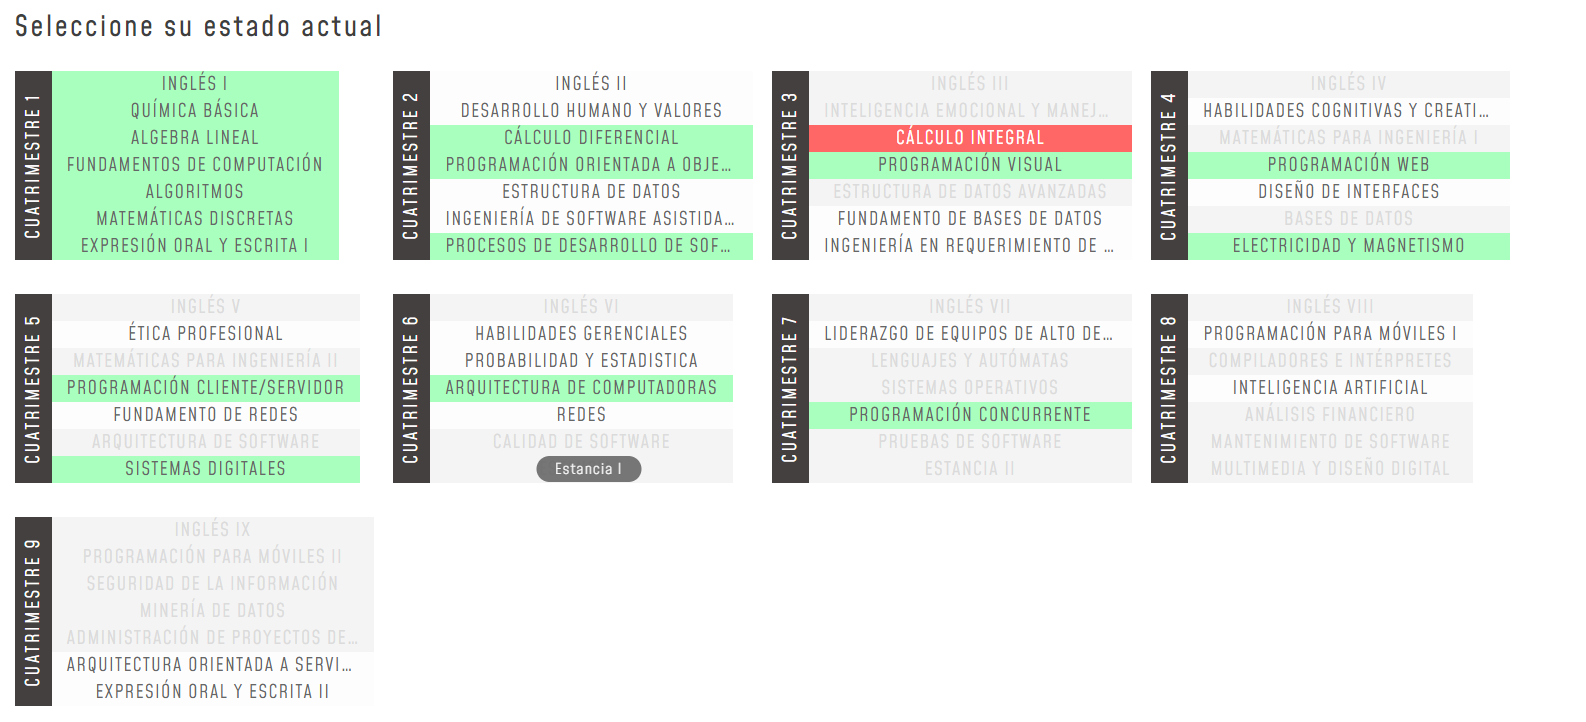 Seleccione su estado actual
CUATRIMESTRE 1
INGLÉS I
QUÍMICA BÁSICA
ALGEBRA LINEAL
FUNDAMENTOS DE COMPUTACIÓN
ALGORITMOS
MATEMÁTICAS DISCRETAS
EXPRESIÓN ORAL Y ESCRITA I
CUATRIMESTRE 2
INGLÉS II
DESARROLLO HUMANO Y VALORES
CÁLCULO DIFERENCIAL
PROGRAMACIÓN ORIENTADA A OBJE...
ESTRUCTURA DE DATOS
INGENIERÍA DE SOFTWARE ASISTIDA...
PROCESOS DE DESARROLLO DE SOF...
CUATRIMESTRE 3
INGLÉS III
INTELIGENCIA EMOCIONAL Y MANEJ...
CÁLCULO INTEGRAL
PROGRAMACIÓN VISUAL
ESTRUCTURA DE DATOS AVANZADAS
FUNDAMENTO DE BASES DE DATOS
INGENIERÍA EN REQUERIMIENTO DE ...
CUATRIMESTRE 4
INGLÉS IV
HABILIDADES COGNITIVAS Y CREATI...
MATEMÁTICAS PARA INGENIERÍA I
PROGRAMACIÓN WEB
DISEÑO DE INTERFACES
BASES DE DATOS
ELECTRICIDAD Y MAGNETISMO
CUATRIMESTRE 5
INGLÉS V
ÉTICA PROFESIONAL
MATEMÁTICAS PARA INGENIERÍA II
PROGRAMACIÓN CLIENTE/SERVIDOR
FUNDAMENTO DE REDES
ARQUITECTURA DE SOFTWARE
SISTEMAS DIGITALES
CUATRIMESTRE 6
INGLÉS VI
HABILIDADES GERENCIALES
PROBABILIDAD Y ESTADISTICA
ARQUITECTURA DE COMPUTADORAS
REDES
CALIDAD DE SOFTWARE
Estancia I
CUATRIMESTRE 7
INGLÉS VII
LIDERAZGO DE EQUIPOS DE ALTO DE...
LENGUAJES Y AUTÓMATAS
SISTEMAS OPERATIVOS
PROGRAMACIÓN CONCURRENTE
PRUEBAS DE SOFTWARE
ESTANCIA II
CUATRIMESTRE 8
INGLÉS VIII
PROGRAMACIÓN PARA MÓVILES I
COMPILADORES E INTÉRPRETES
INTELIGENCIA ARTIFICIAL
ANÁLISIS FINANCIERO
MANTENIMIENTO DE SOFTWARE
MULTIMEDIA Y DISEÑO DIGITAL
CUATRIMESTRE 9
INGLÉS IX
PROGRAMACIÓN PARA MÓVILES II
SEGURIDAD DE LA INFORMACIÓN
MINERÍA DE DATOS
ADMINISTRACIÓN DE PROYECTOS DE...
ARQUITECTURA ORIENTADA A SERVI...
EXPRESIÓN ORAL Y ESCRITA II